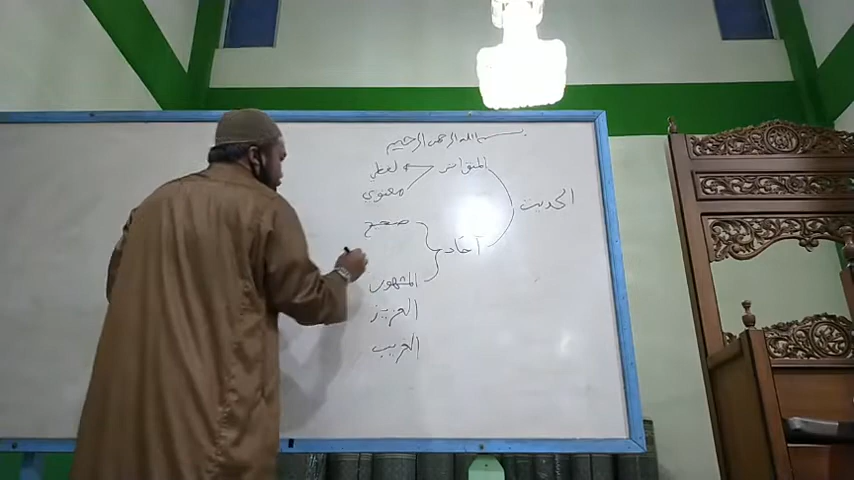 بسم الله الرحمن الرحيم
الحديث
المتواتر
لفظي
معنوي
آحاد
صحيح
المشهور
العزيز
الغريب